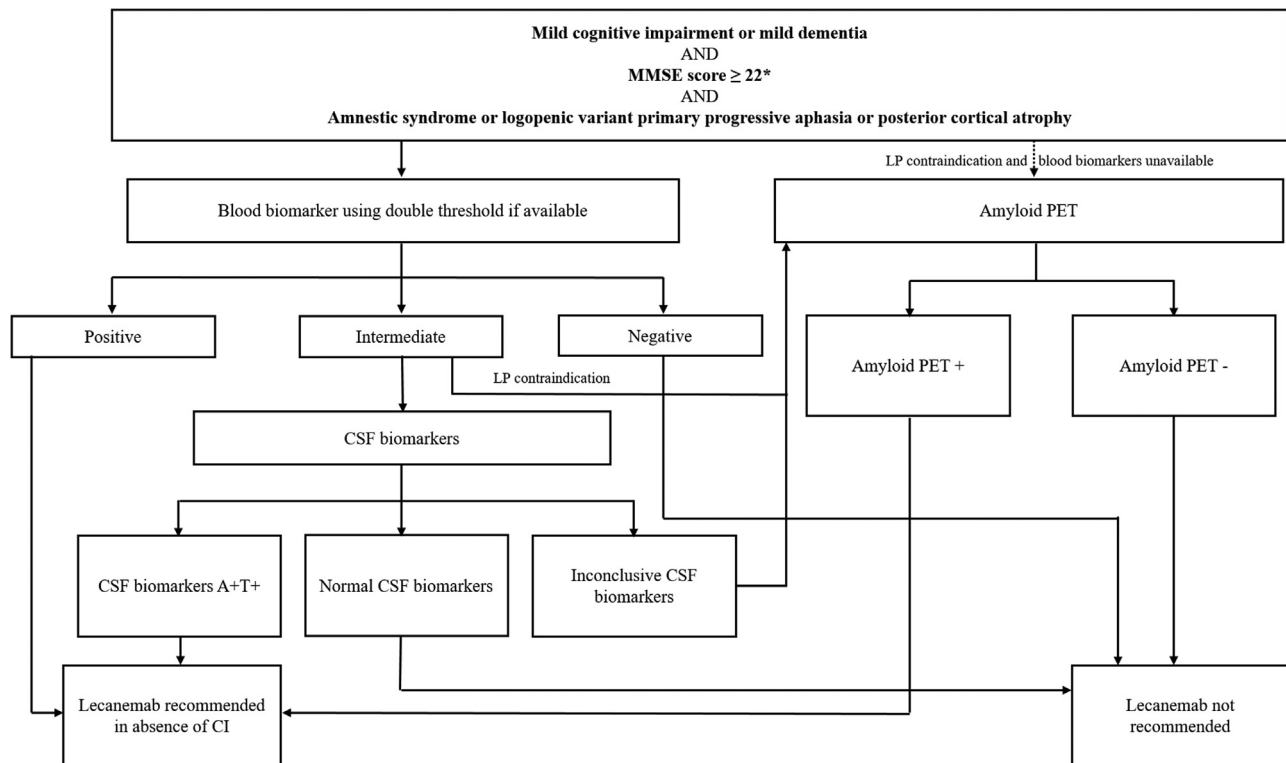 Mild cognitive impairment or mild dementia
AND
MMSE score ≥ 22*
AND
Amnestic syndrome or logopenic variant primary progressive aphasia or posterior cortical atrophy
LP contraindication and blood biomarkers unavailable
Blood biomarker using double threshold if available
Amyloid PET
Positive
Intermediate
Negative
LP contraindication
Amyloid PET +
Amyloid PET -
CSF biomarkers
CSF biomarkers A+T+
Normal CSF biomarkers
Inconclusive CSF
biomarkers
Lecanemab recommended
in absence of CI
Lecanemab not
recommended